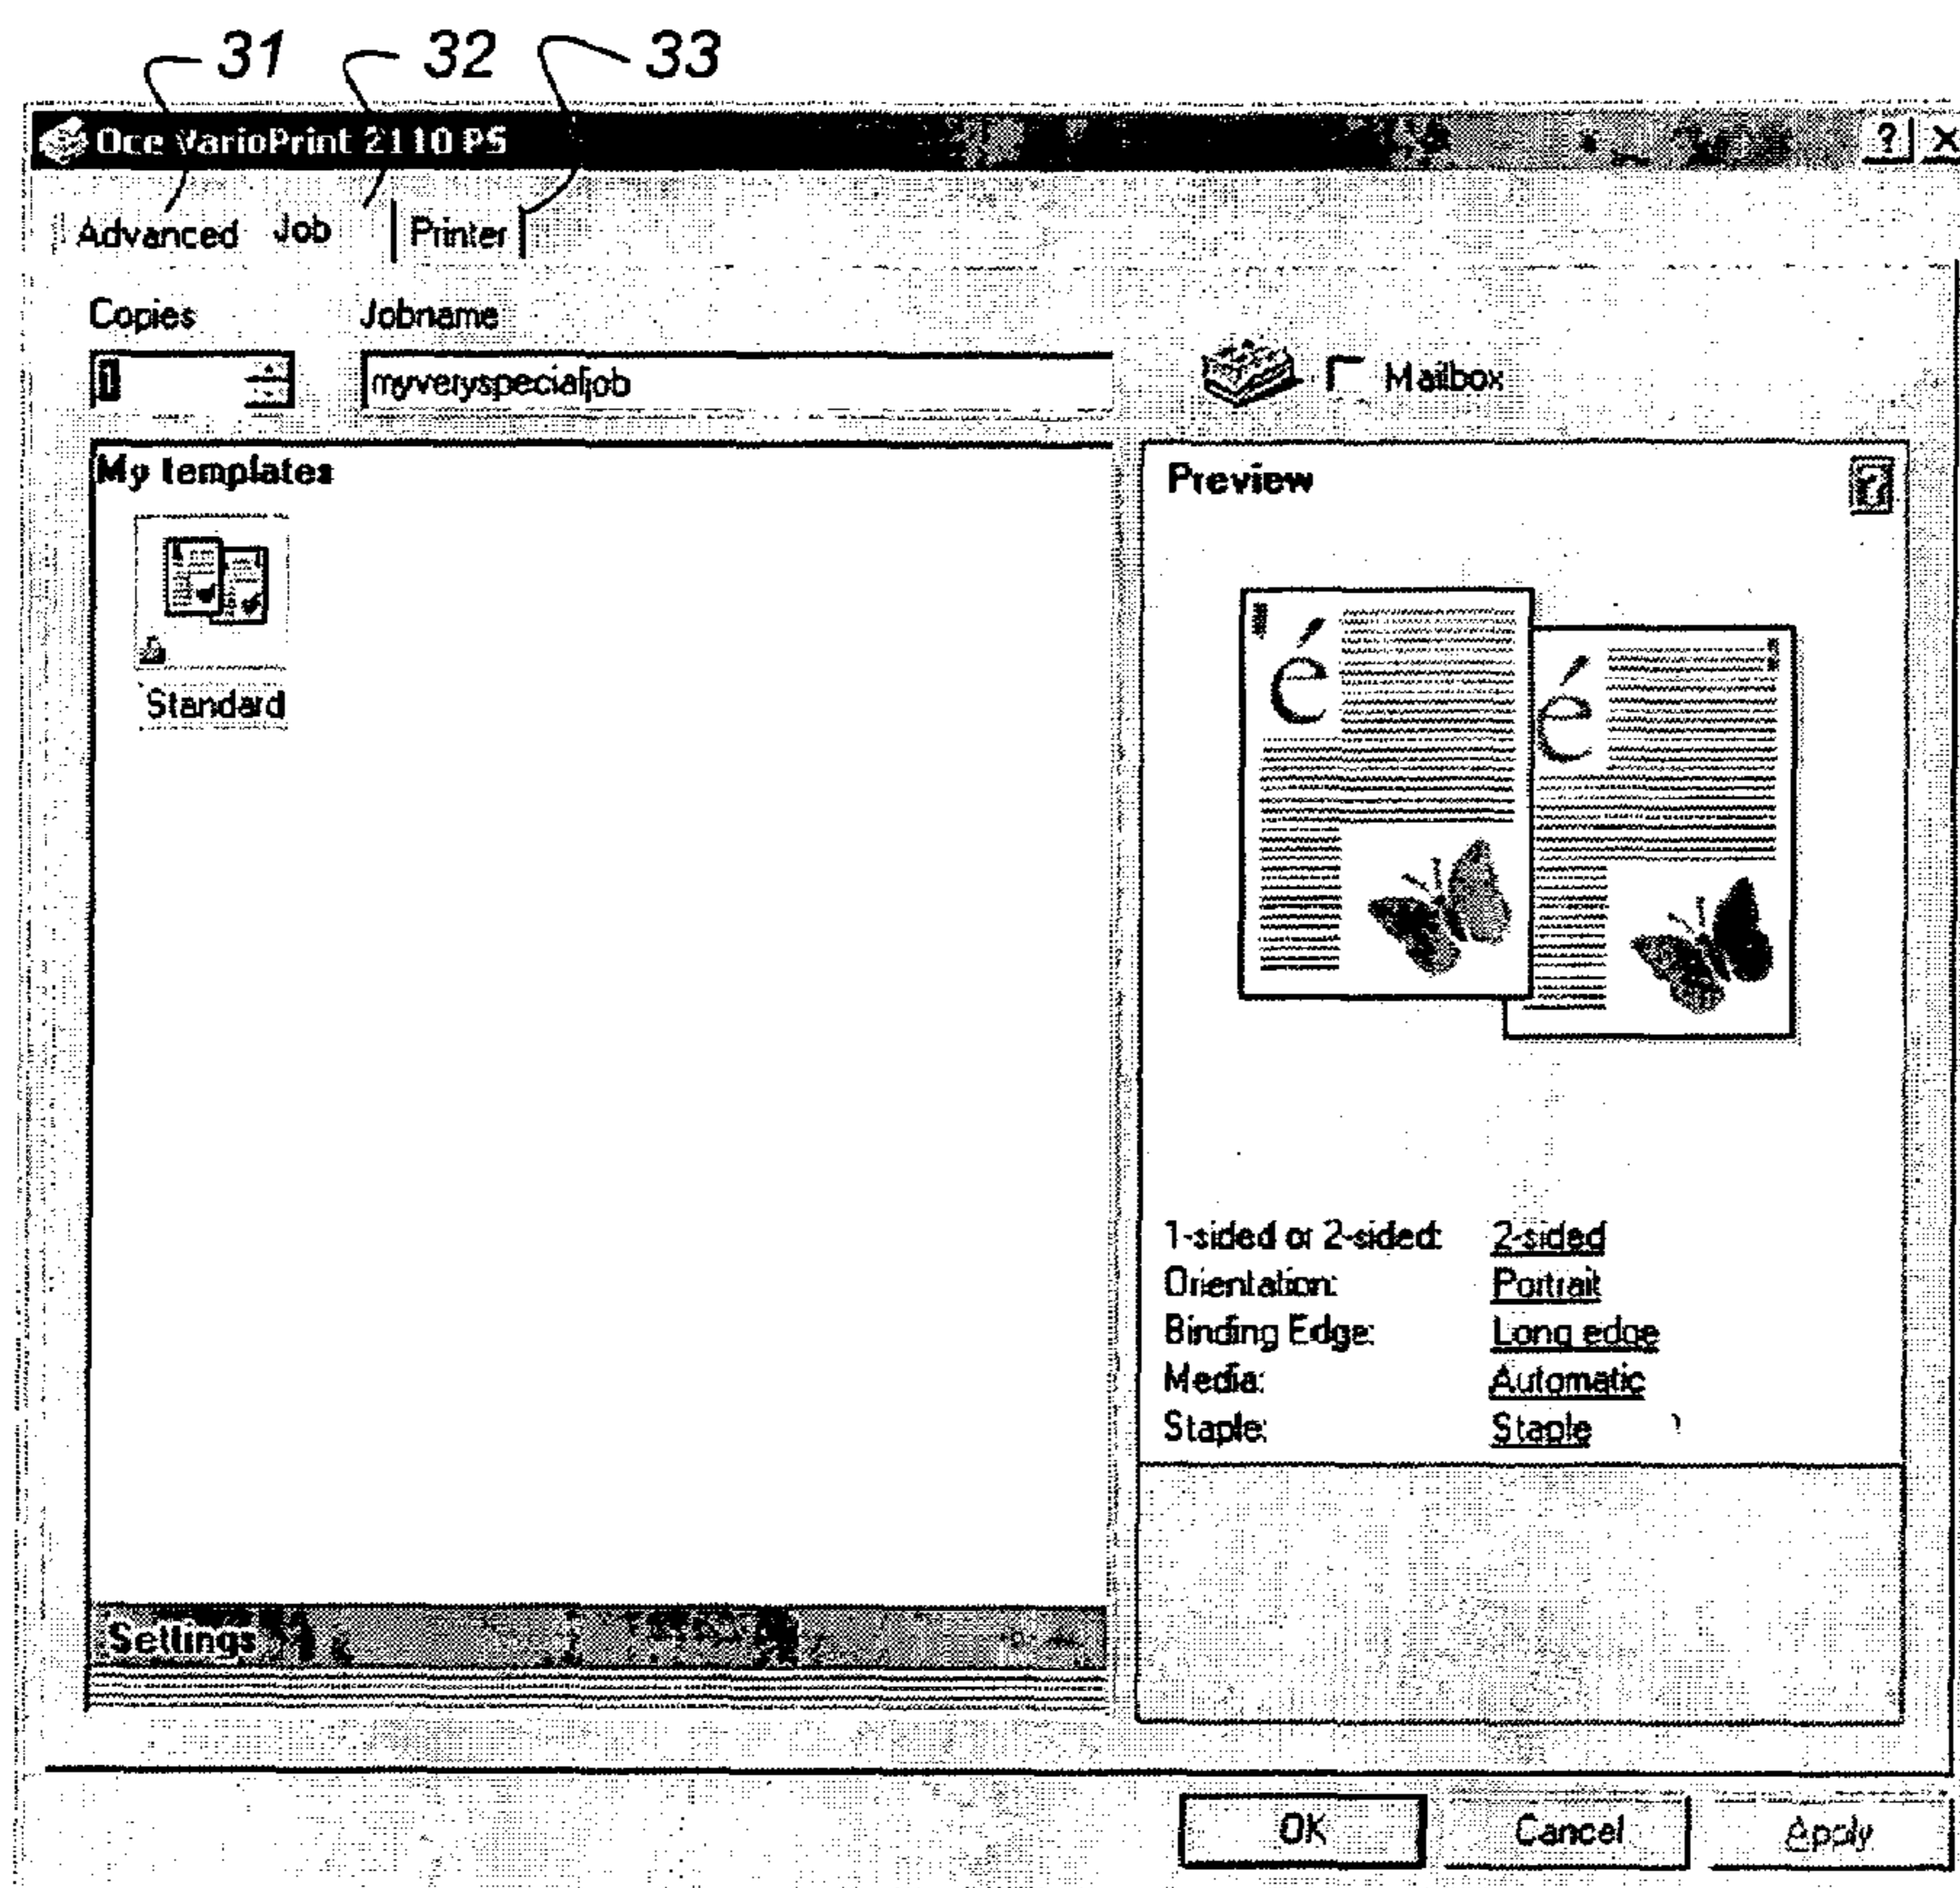 31 32 33
Oce VarioPrint 2110 PS ? X
Advanced Job Printer
Copies Jobname
1 myveryspecialjob Mailbox
My templates
Standard
Preview ?
é é
1-sided or 2-sided: 2-sided
Orientation: Portrait
Binding Edge: Long edge
Media: Automatic
Staple: Staple
Settings
OK Cancel Apply